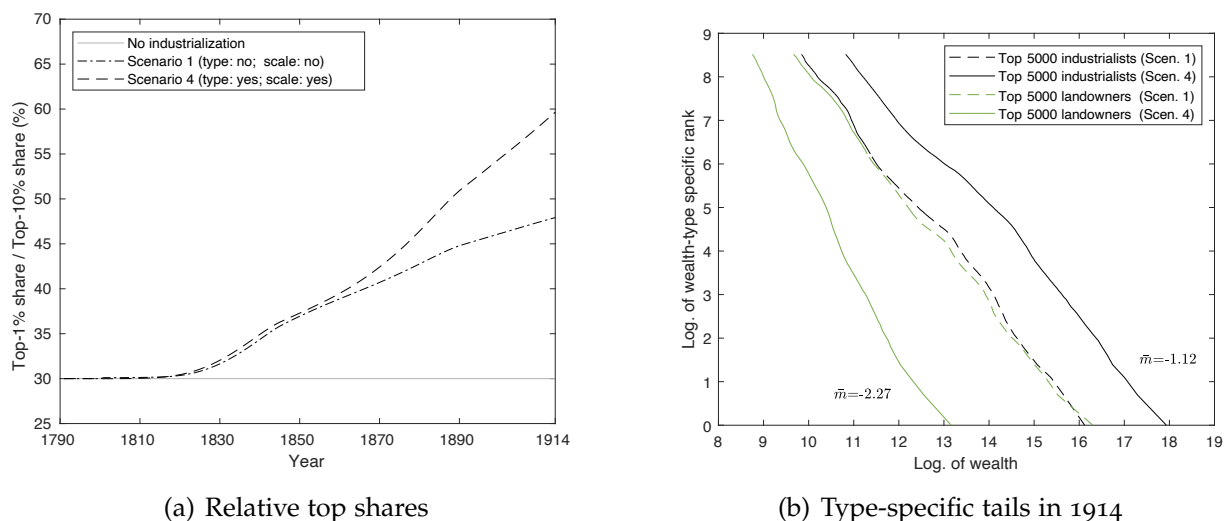 70
65
60
55
50
45
40
35
30
25
Top-1% share / Top-10% share (%)
No industrialization
Scenario 1 (type: no; scale: no)
Scenario 4 (type: yes; scale: yes)
1790 1810 1830 1850 1870 1890 1914
Year
(a) Relative top shares
9
8
7
6
5
4
3
2
1
0
Log. of wealth-type specific rank
Top 5000 industrialists (Scen. 1)
Top 5000 industrialists (Scen. 4)
Top 5000 landowners (Scen. 1)
Top 5000 landowners (Scen. 4)
m̄=-1.12
m̄=-2.27
8 9 10 11 12 13 14 15 16 17 18 19
Log. of wealth
(b) Type-specific tails in 1914